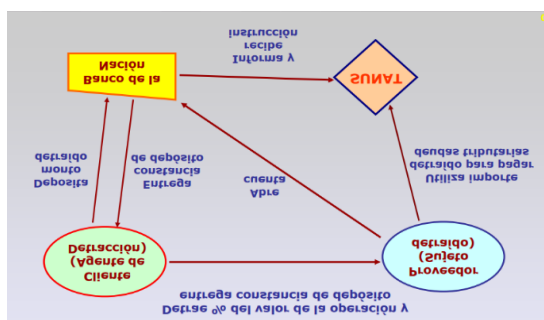 Detrae % del valor de la operación y
entrega constancia de depósito
Cliente
(Agente de
Detracción)
Proveedor
(Sujeto
detraído)
Deposita
monto
detraído
Entrega
constancia
de depósito
Abre
cuenta
Utiliza importe
detraído para pagar
deudas tributarias
Banco de la
Nación
SUNAT
Informa y
recibe
instrucción